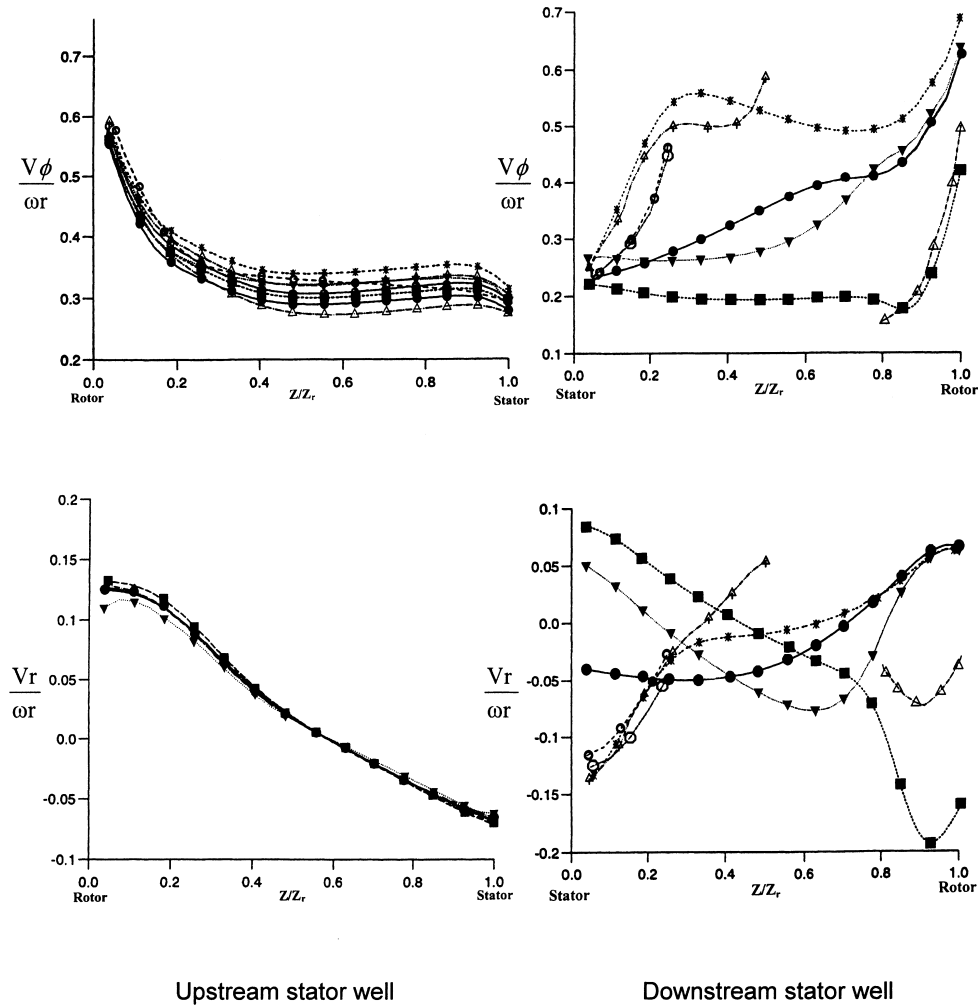 0.7
0.6
Vϕ
0.5
ωr
0.4
0.3
0.2
0.0 0.2 0.4 0.6 0.8 1.0
Rotor Z/Zr Stator
0.7
0.6
0.5
Vϕ
ωr
0.4
0.3
0.2
0.1
0.0 0.2 0.4 0.6 0.8 1.0
Stator Z/Zr Rotor
0.2
0.15
0.1
Vr
0.05
ωr
0.0
-0.05
-0.1
0.0 0.2 0.4 0.6 0.8 1.0
Rotor Z/Zr Stator
0.1
0.05
0.0
Vr
-0.05
ωr
-0.1
-0.15
-0.2
0.0 0.2 0.4 0.6 0.8 1.0
Stator Z/Zr Rotor
Upstream stator well
Downstream stator well